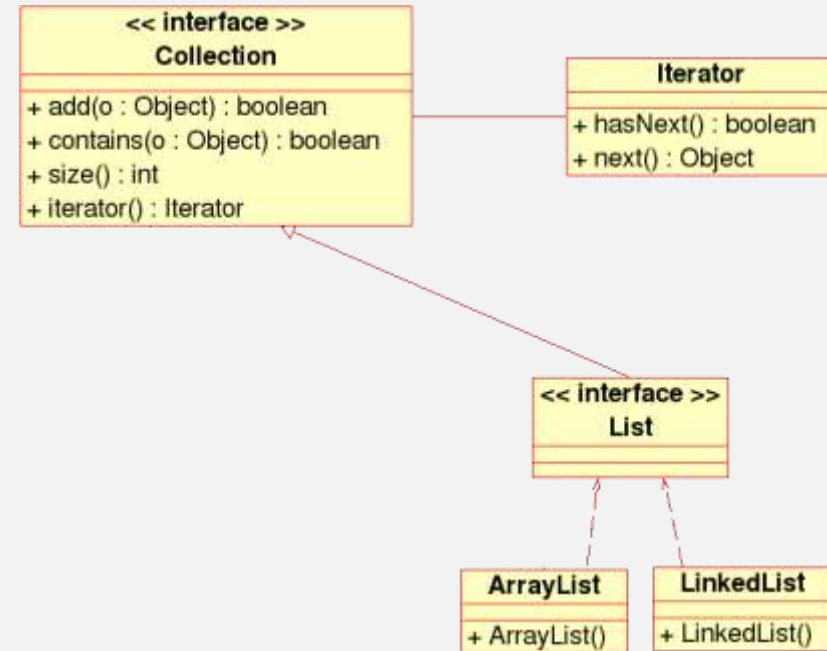 << interface >>
Collection
+ add(o : Object) : boolean
+ contains(o : Object) : boolean
+ size() : int
+ iterator() : Iterator
Iterator
+ hasNext() : boolean
+ next() : Object
<< interface >>
List
ArrayList
+ ArrayList()
LinkedList
+ LinkedList()